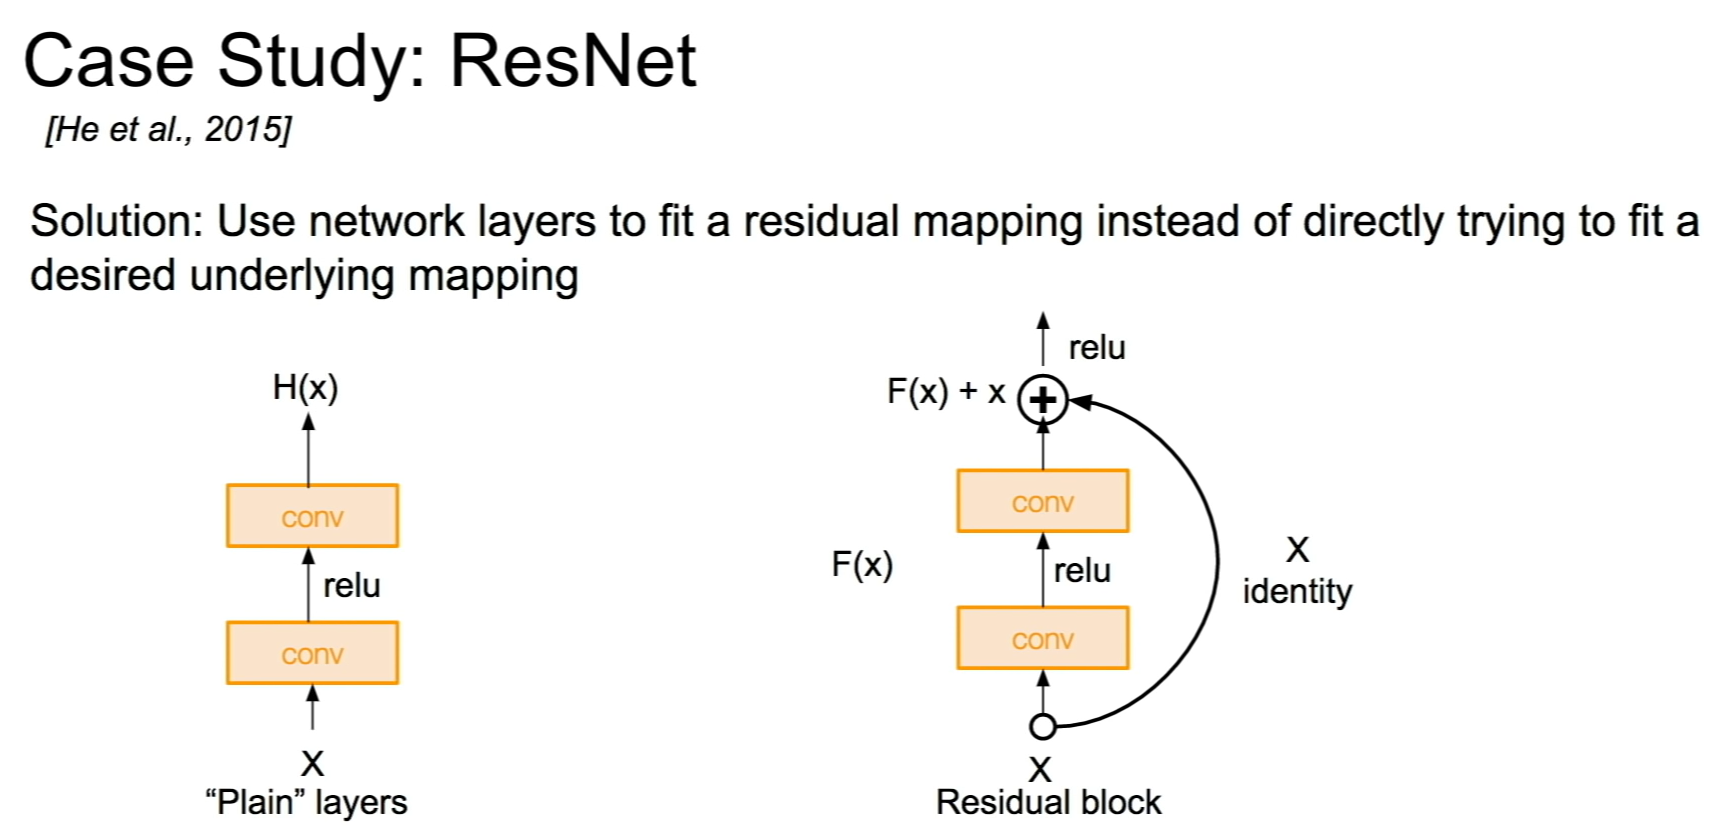 Case Study: ResNet
[He et al., 2015]
Solution: Use network layers to fit a residual mapping instead of directly trying to fit a
desired underlying mapping
H(x)
conv
relu
conv
X
“Plain” layers
relu
F(x) + x
+
conv
F(x)
relu
conv
X
identity
X
Residual block